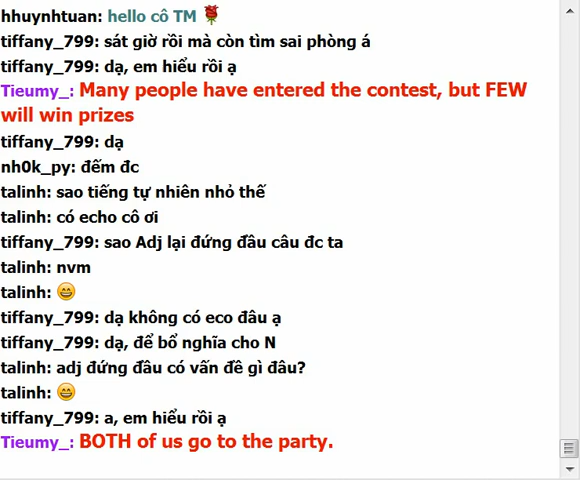 hhuynhtuan: hello cô TM
tiffany_799: sát giờ rồi mà còn tìm sai phòng á
tiffany_799: dạ, em hiểu rồi ạ
Tieumy_: Many people have entered the contest, but FEW
will win prizes
tiffany_799: dạ
nh0k_py: đếm đc
talinh: sao tiếng tự nhiên nhỏ thế
talinh: có echo cô ơi
tiffany_799: sao Adj lại đứng đầu câu đc ta
talinh: nvm
talinh: 😄
tiffany_799: dạ không có eco đâu ạ
tiffany_799: dạ, để bổ nghĩa cho N
talinh: adj đứng đầu có vấn đề gì đâu?
talinh: 😄
tiffany_799: a, em hiểu rồi ạ
Tieumy_: BOTH of us go to the party.